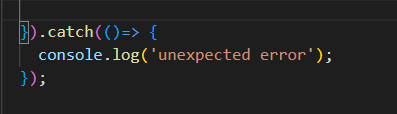 }).catch(()=> {
  console.log('unexpected error');
});